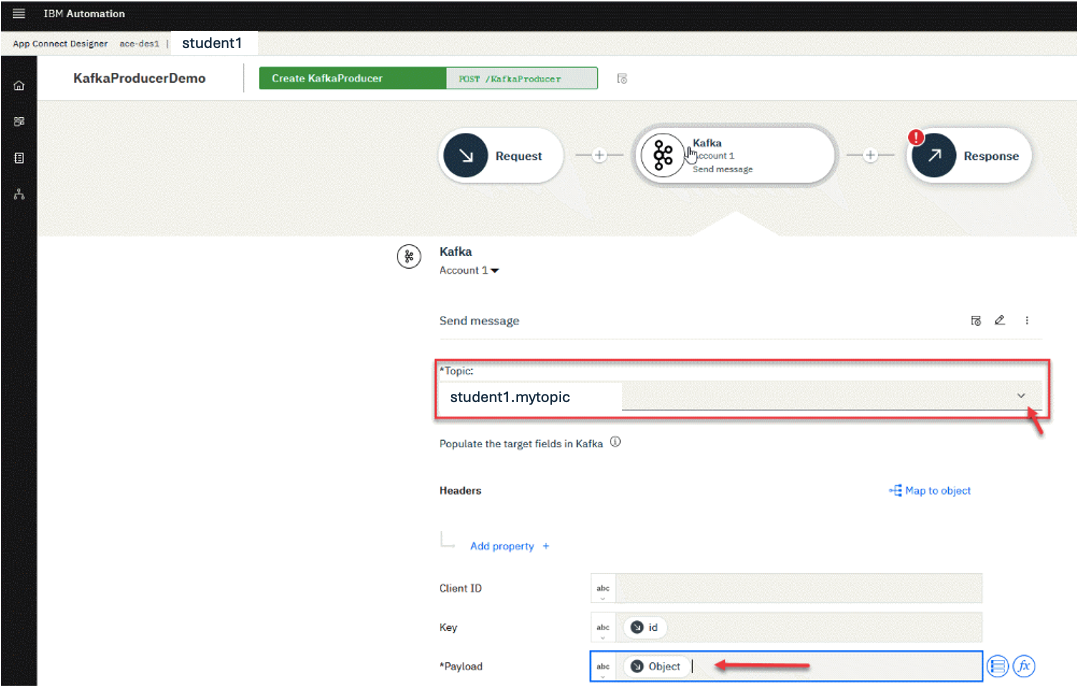 IBM Automation
App Connect Designer ace-des1 | student1
KafkaProducerDemo
Create KafkaProducer
POST /KafkaProducer
Request
Kafka
Account 1
Send message
!
Response
Kafka
Account 1
Send message
*Topic:
student1.mytopic
Populate the target fields in Kafka
Headers
Map to object
Add property +
Client ID
abc
Key
abc
id
*Payload
abc
Object
fx